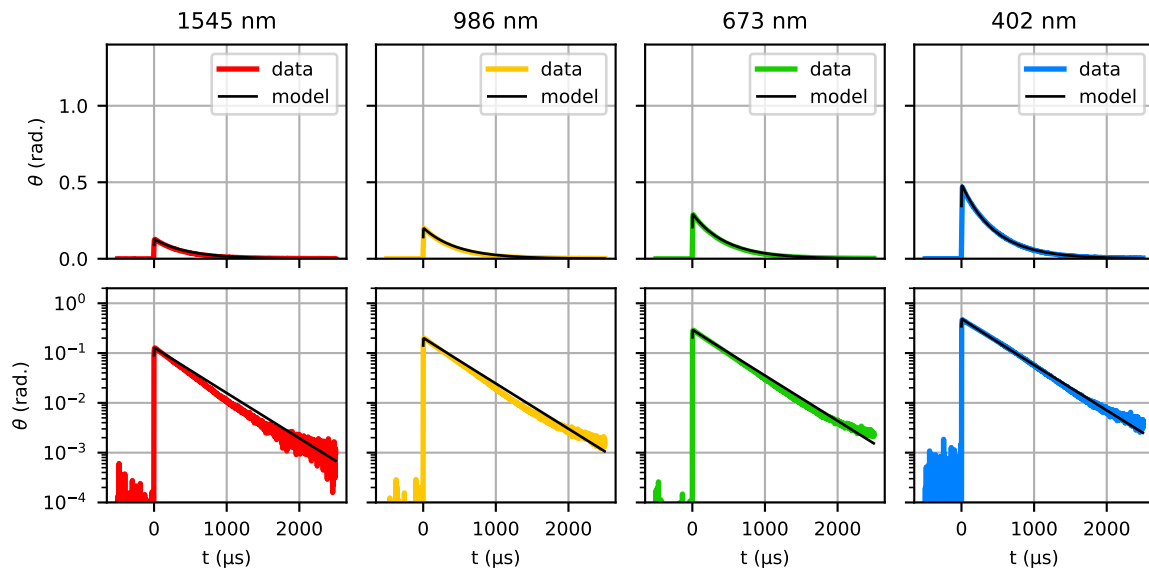 1545 nm
986 nm
673 nm
402 nm
θ (rad.)
1.0
0.5
0.0
data
model
data
model
data
model
data
model
θ (rad.)
10⁰
10⁻¹
10⁻²
10⁻³
10⁻⁴
0 1000 2000
0 1000 2000
0 1000 2000
0 1000 2000
t (µs)
t (µs)
t (µs)
t (µs)